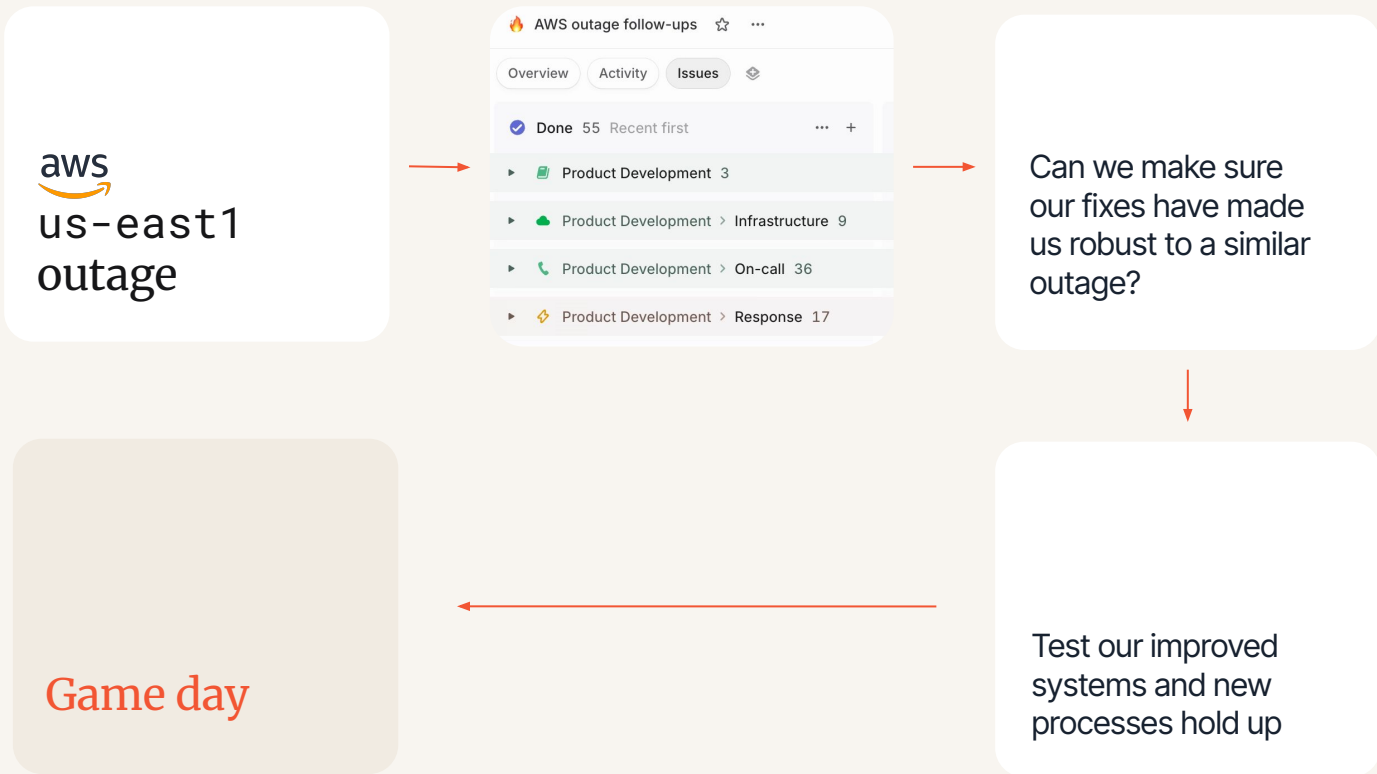 aws
us-east1
outage
AWS outage follow-ups
Overview Activity Issues
Done 55 Recent first
Product Development 3
Product Development > Infrastructure 9
Product Development > On-call 36
Product Development > Response 17
Can we make sure
our fixes have made
us robust to a similar
outage?
Test our improved
systems and new
processes hold up
Game day